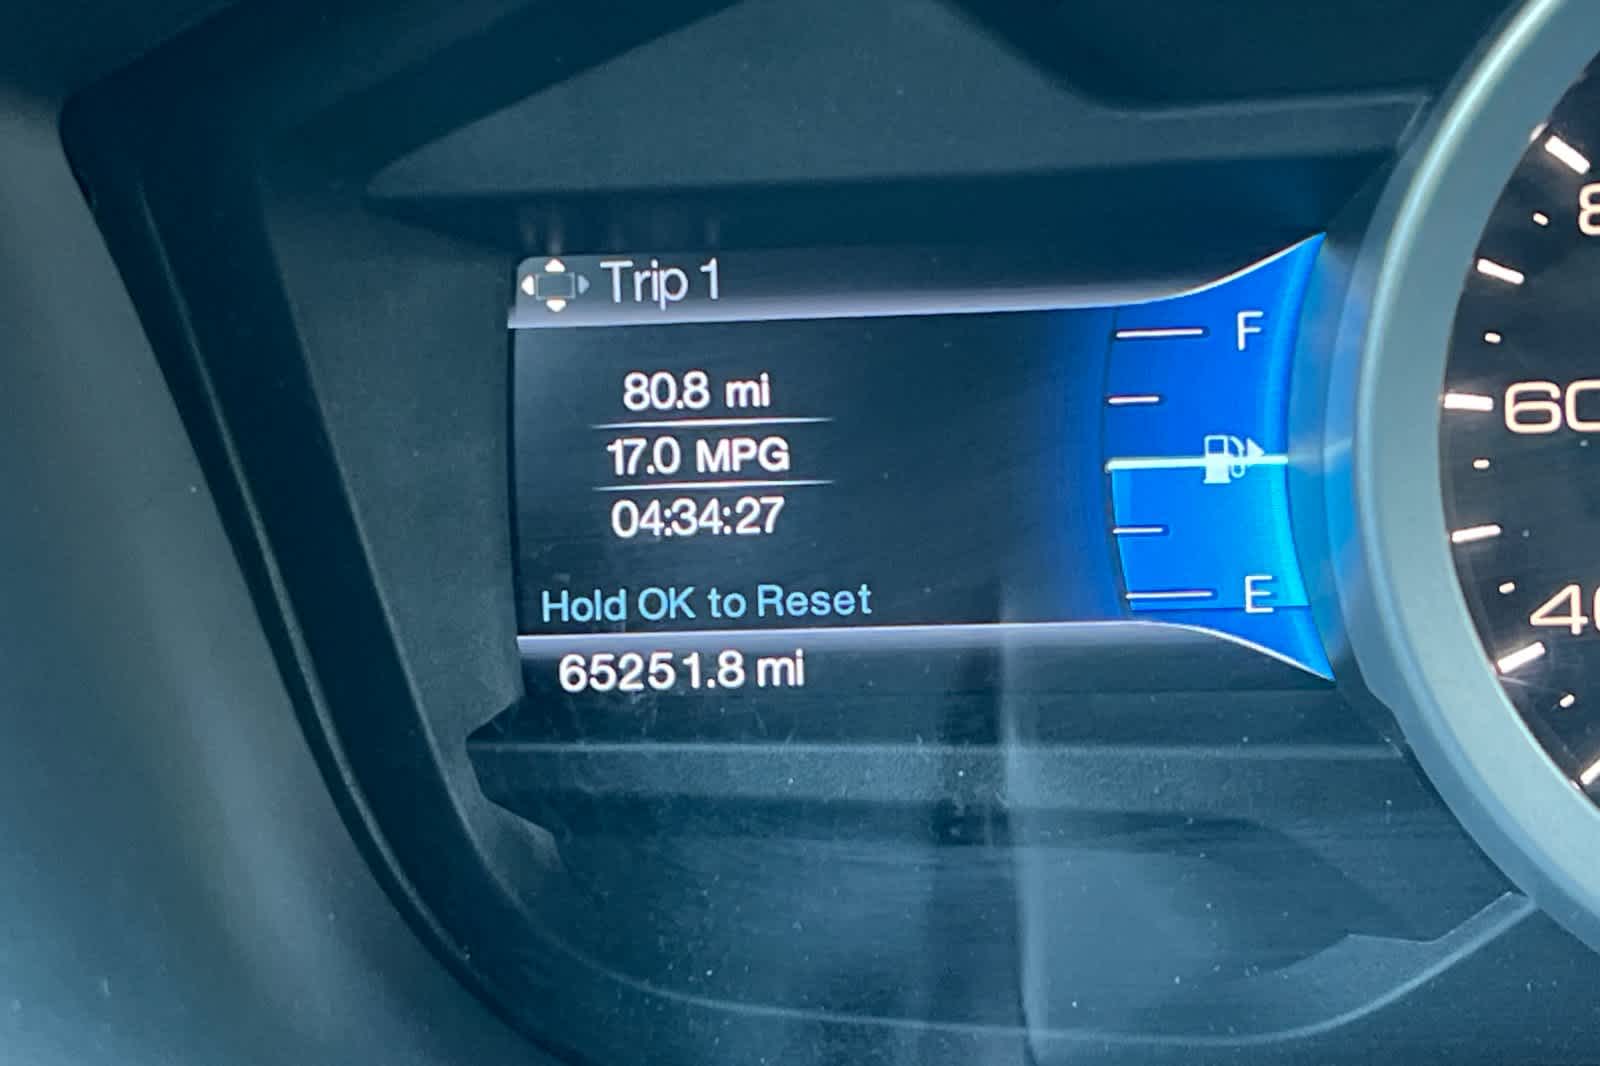 Trip 1
F
80.8 mi
17.0 MPG
04:34:27
Hold OK to Reset
E
65251.8 mi
60